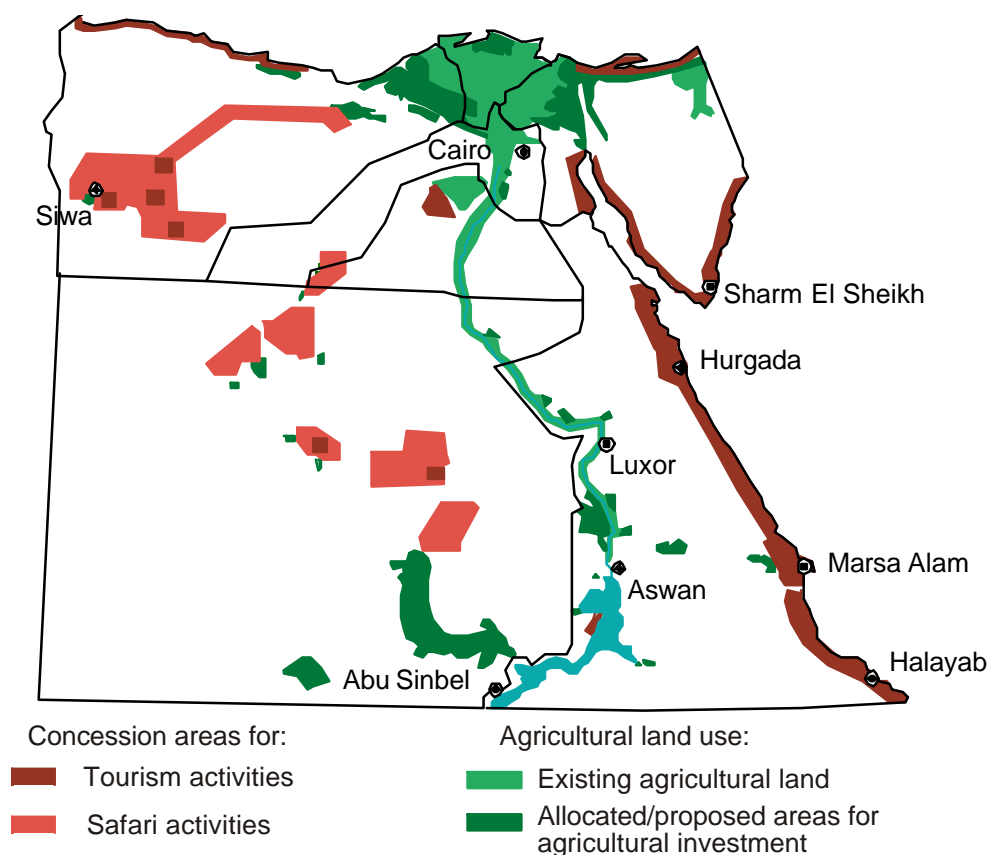 Cairo
Siwa
Sharm El Sheikh
Hurgada
Luxor
Marsa Alam
Aswan
Halayab
Abu Sinbel
Concession areas for:
Tourism activities
Safari activities
Agricultural land use:
Existing agricultural land
Allocated/proposed areas for
agricultural investment